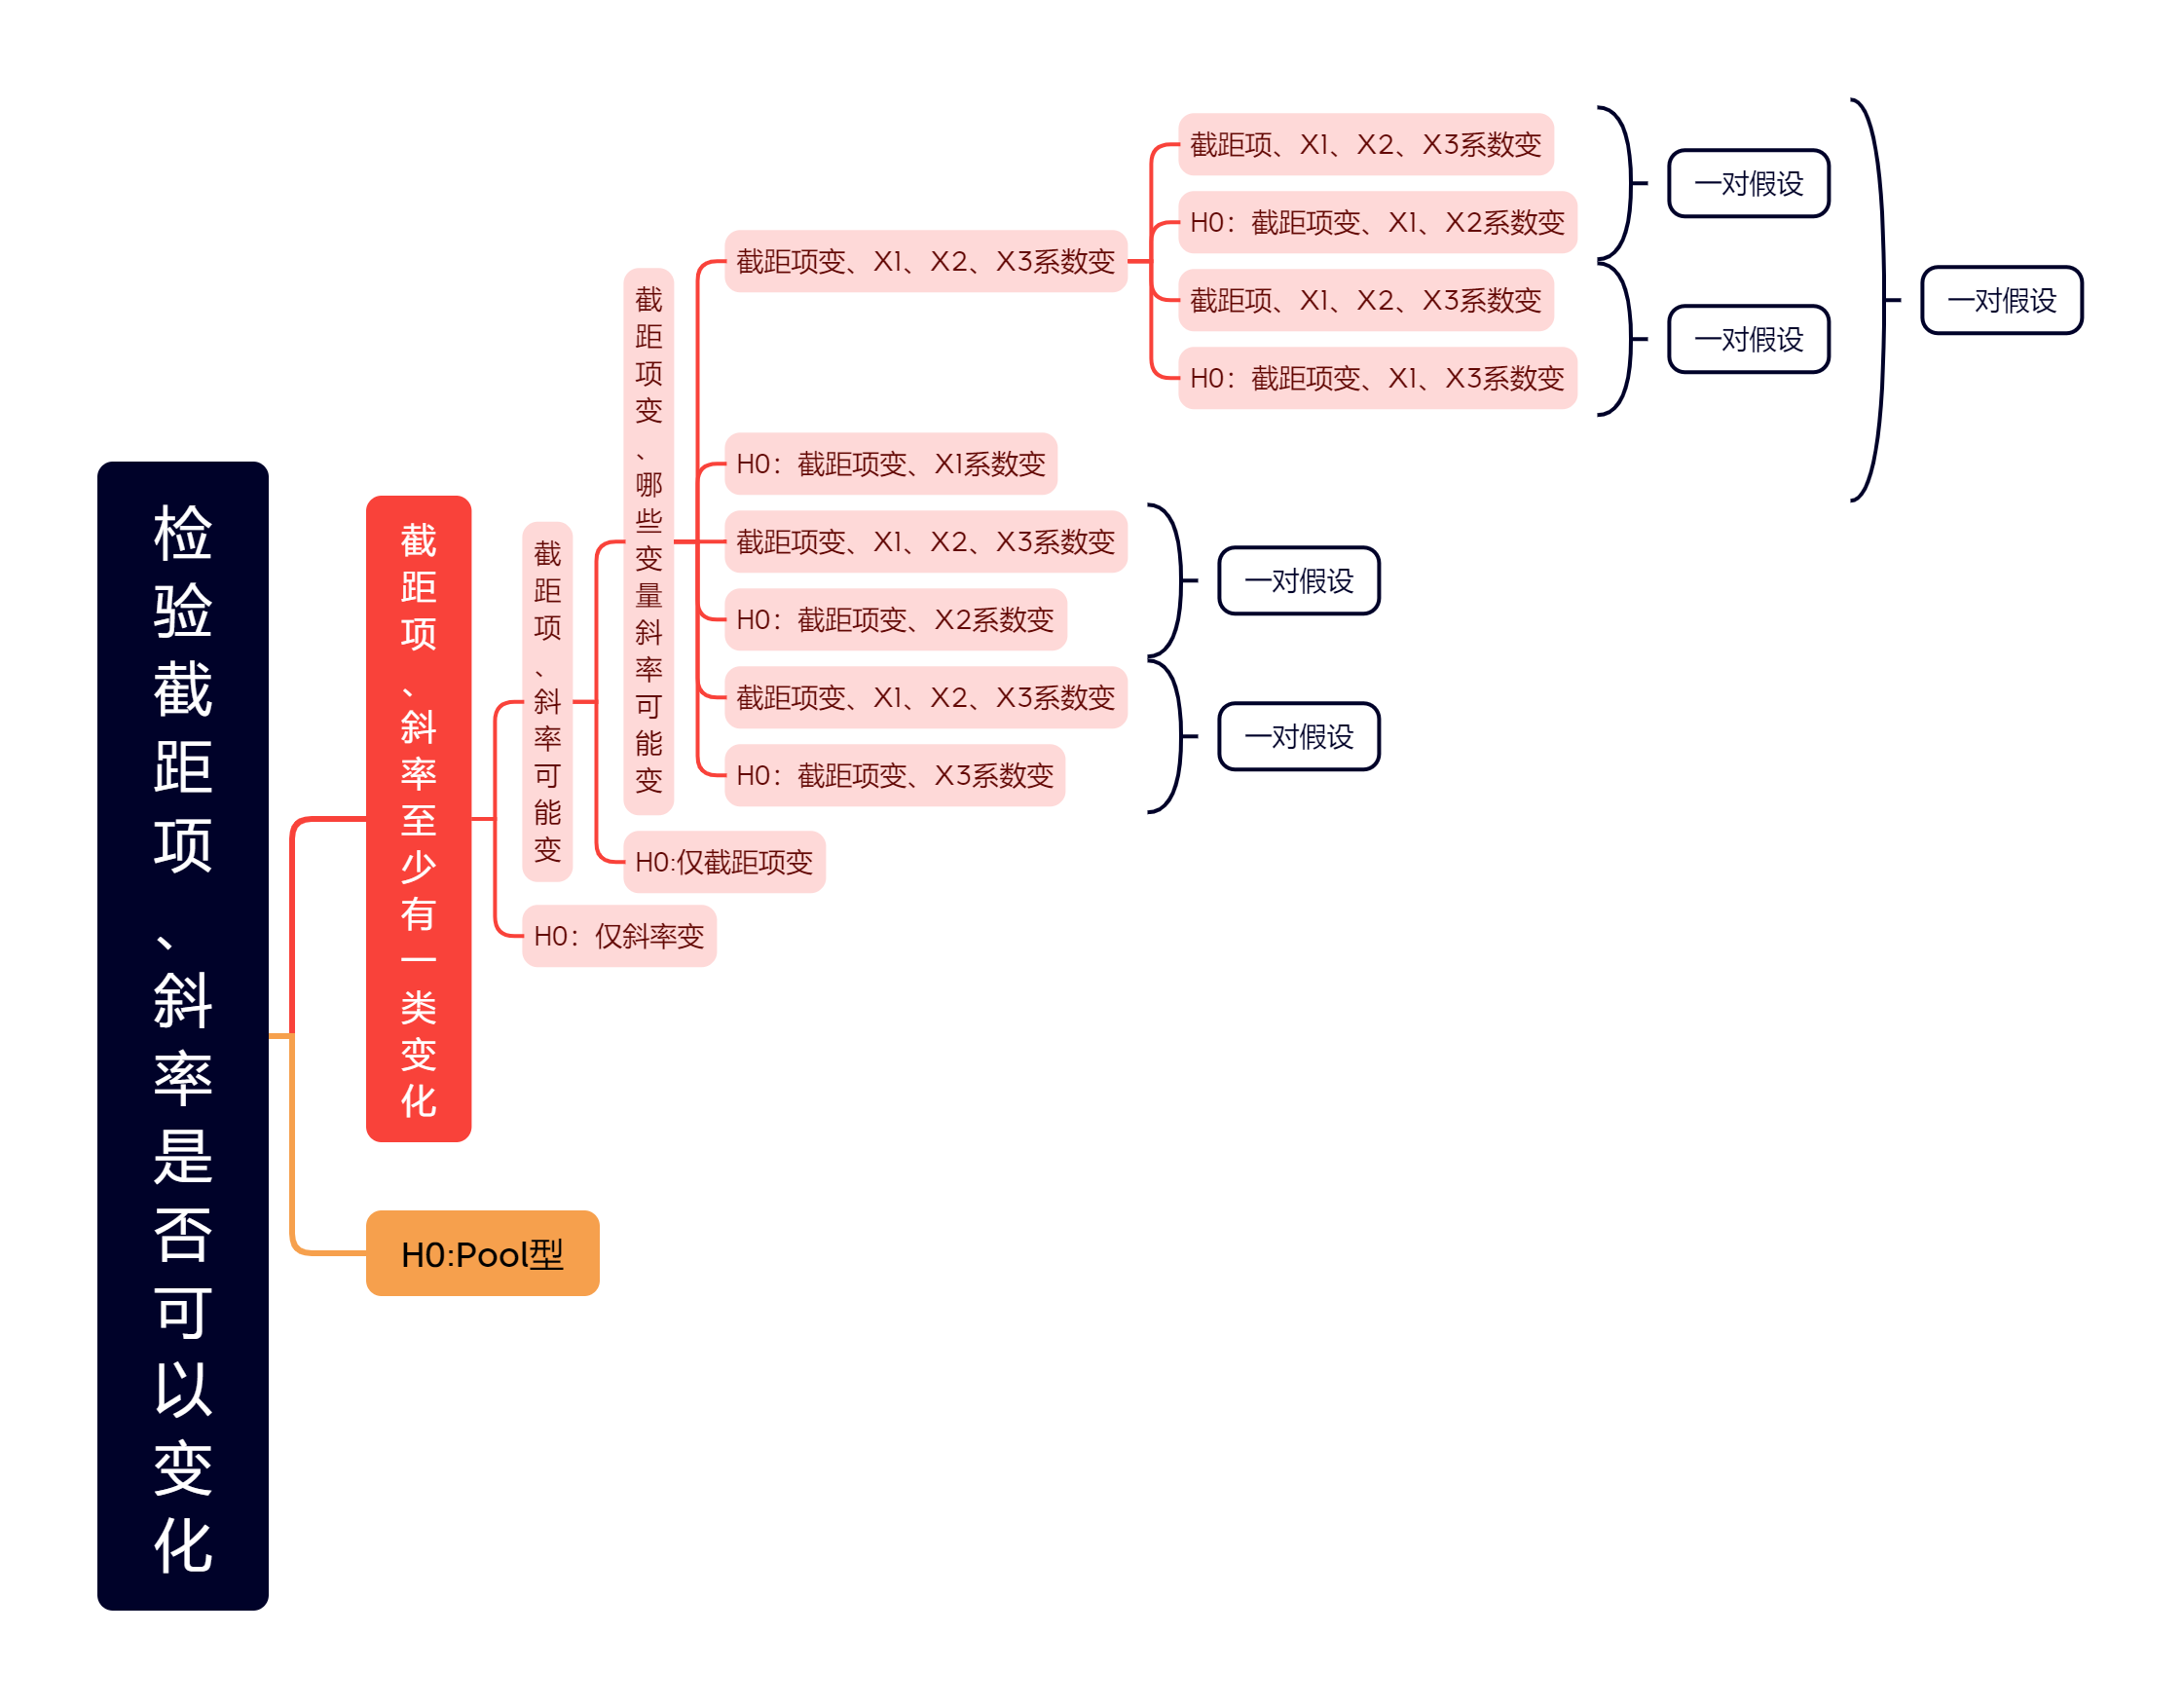 检验截距项、斜率是否可以变化
截距项、斜率至少有一类变化
截距项、斜率可能变
截距项变、哪些变量斜率可能变
截距项变、X1、X2、X3系数变
截距项、X1、X2、X3系数变
H0：截距项变、X1、X2系数变
一对假设
截距项、X1、X2、X3系数变
H0：截距项变、X1、X3系数变
一对假设
一对假设
H0：截距项变、X1系数变
截距项变、X1、X2、X3系数变
H0：截距项变、X2系数变
一对假设
截距项变、X1、X2、X3系数变
H0：截距项变、X3系数变
一对假设
H0:仅截距项变
H0：仅斜率变
H0:Pool型